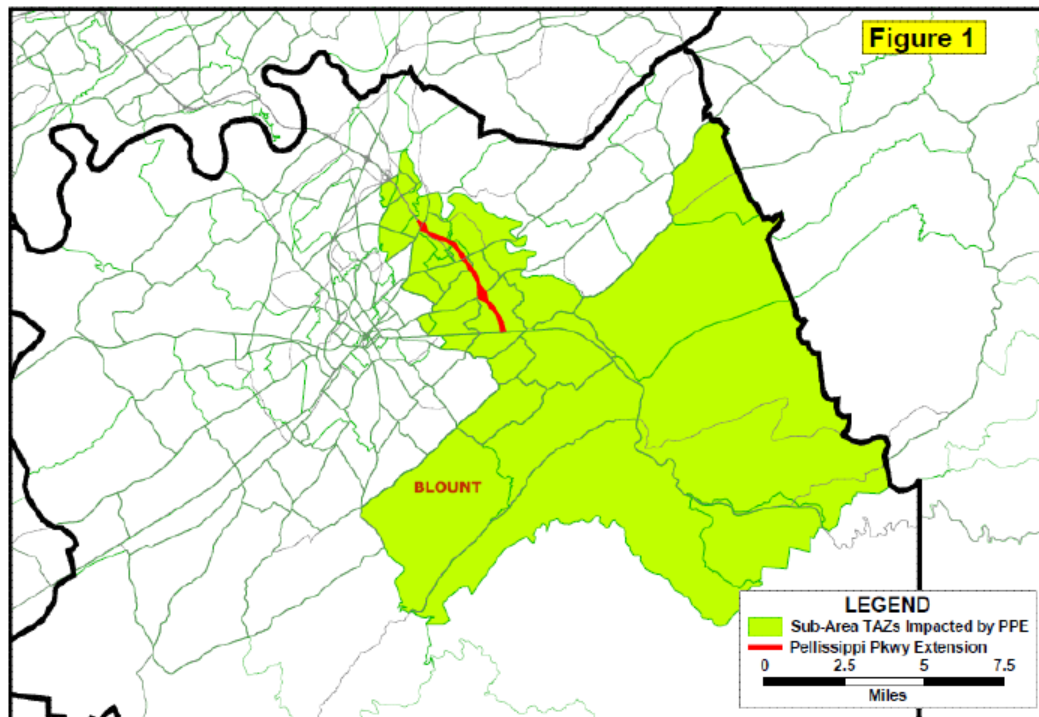 Figure 1
BLOUNT
LEGEND
Sub-Area TAZs Impacted by PPE
Pellissippi Pkwy Extension
0 2.5 5 7.5
Miles